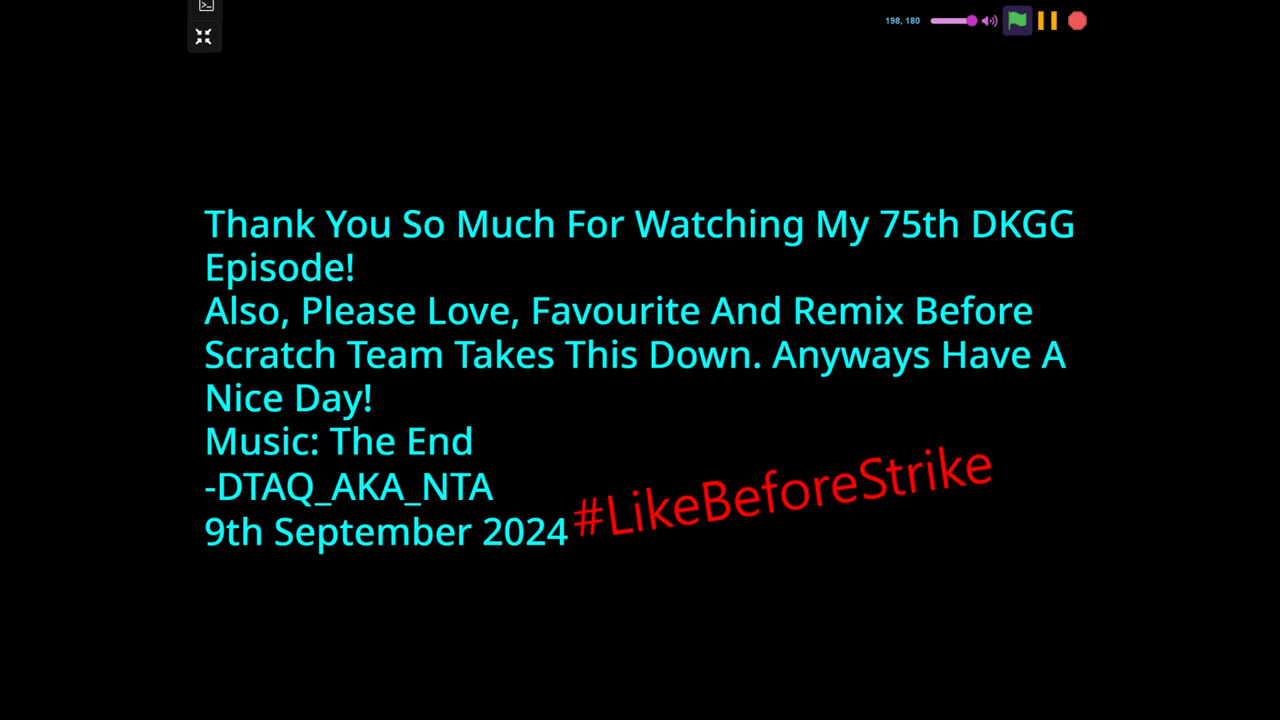 198, 180
Thank You So Much For Watching My 75th DKGG
Episode!
Also, Please Love, Favourite And Remix Before
Scratch Team Takes This Down. Anyways Have A
Nice Day!
Music: The End
-DTAQ_AKA_NTA
9th September 2024
#LikeBeforeStrike